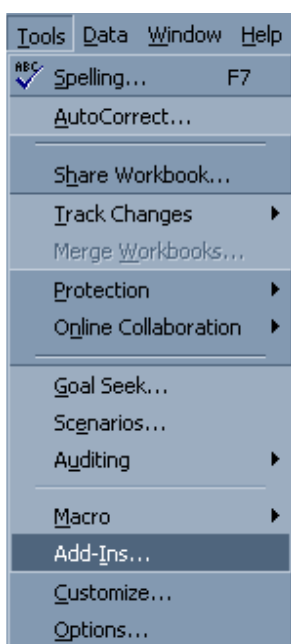 Tools Data Window Help
ABC Spelling... F7
AutoCorrect...
Share Workbook...
Track Changes
Merge Workbooks...
Protection
Online Collaboration
Goal Seek...
Scenarios...
Auditing
Macro
Add-Ins...
Customize...
Options...